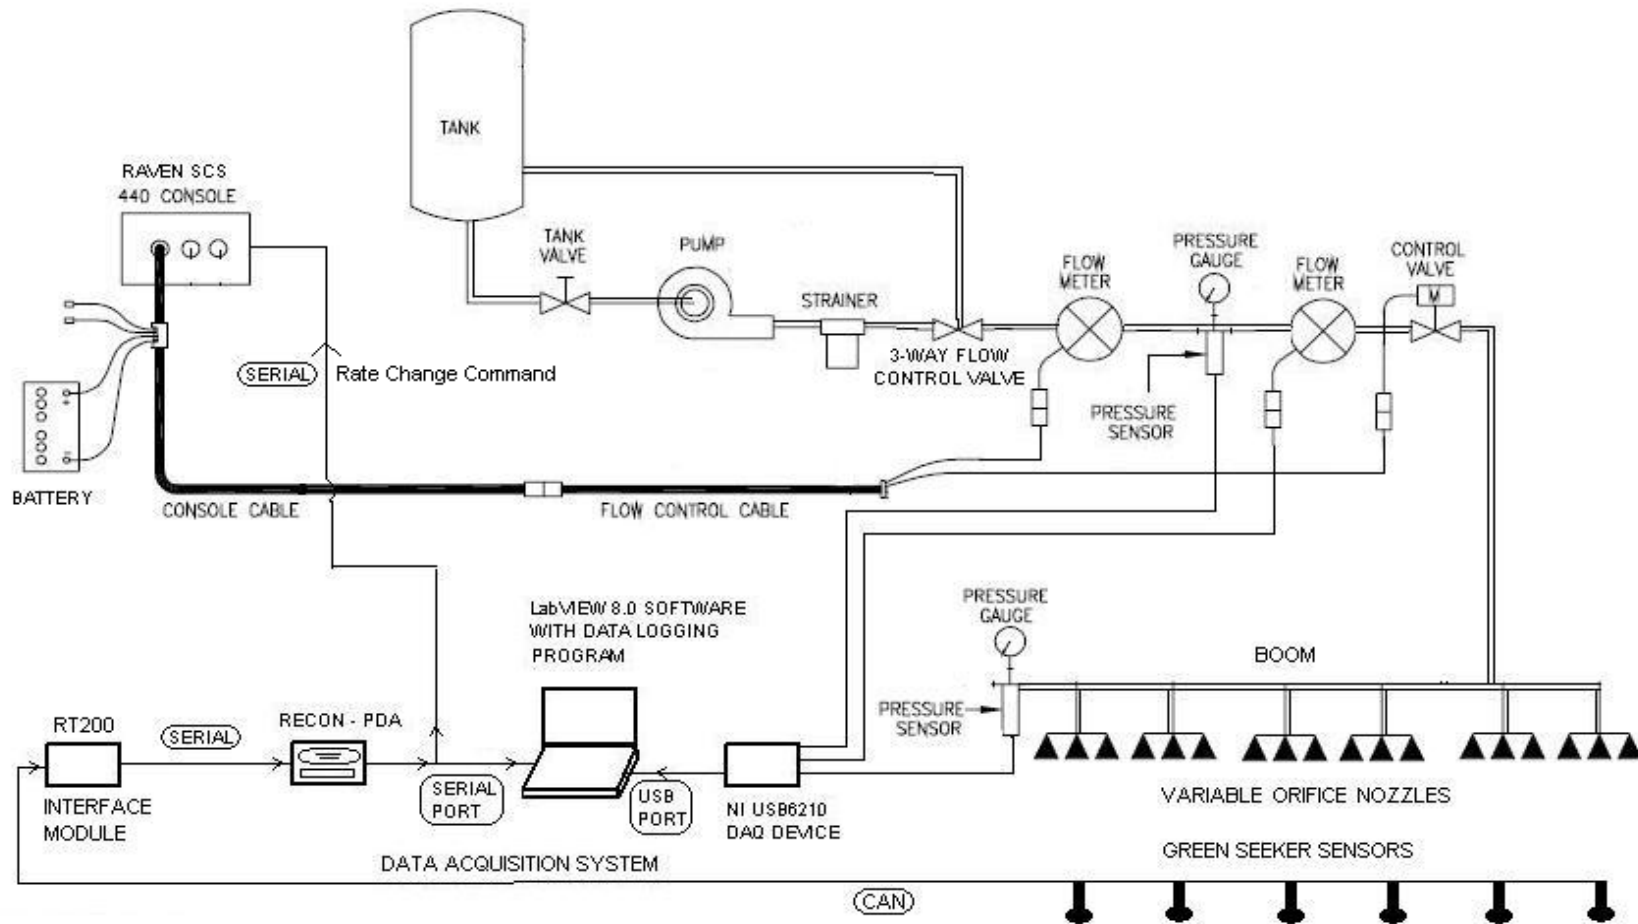 TANK
RAVEN SCS
440 CONSOLE
TANK
VALVE
PUMP
STRAINER
3-WAY FLOW
CONTROL VALVE
FLOW
METER
PRESSURE
GAUGE
PRESSURE
SENSOR
FLOW
METER
CONTROL
VALVE
M
SERIAL
Rate Change Command
BATTERY
CONSOLE CABLE
FLOW CONTROL CABLE
LabVIEW 8.0 SOFTWARE
WITH DATA LOGGING
PROGRAM
PRESSURE
GAUGE
BOOM
PRESSURE
SENSOR
RT200
SERIAL
RECON - PDA
INTERFACE
MODULE
SERIAL
PORT
USB
PORT
NI USB6210
DAQ DEVICE
VARIABLE ORIFICE NOZZLES
DATA ACQUISITION SYSTEM
GREEN SEEKER SENSORS
CAN